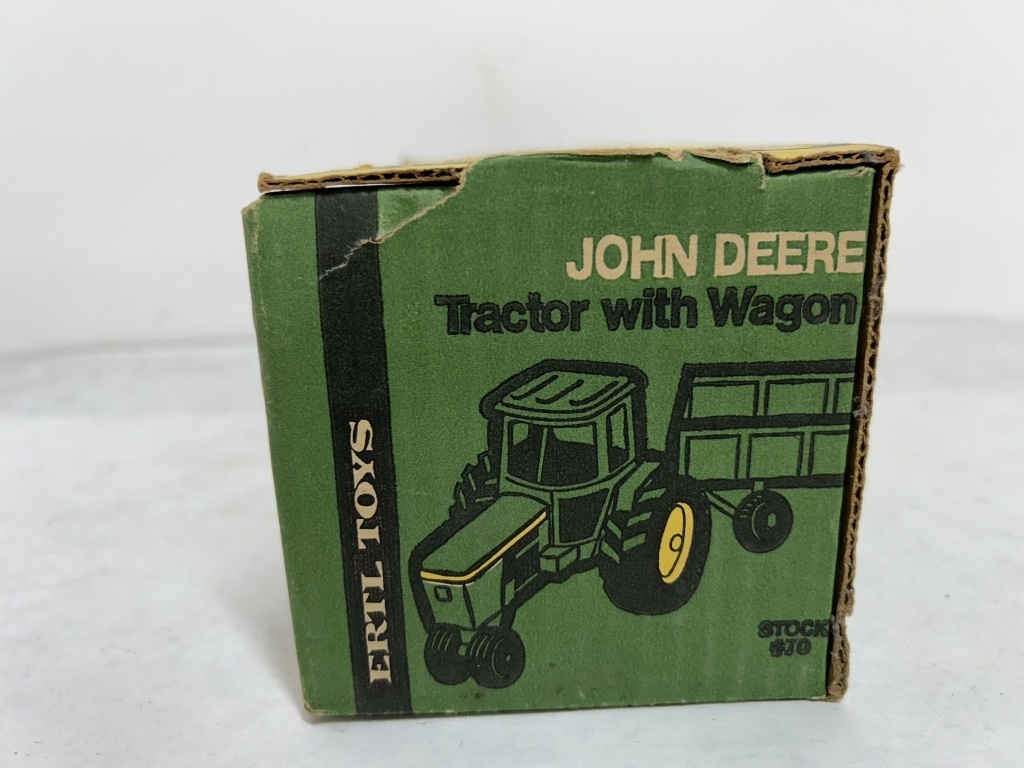 JOHN DEERE
Tractor with Wagon
ERTL TOYS
STOCK
#70